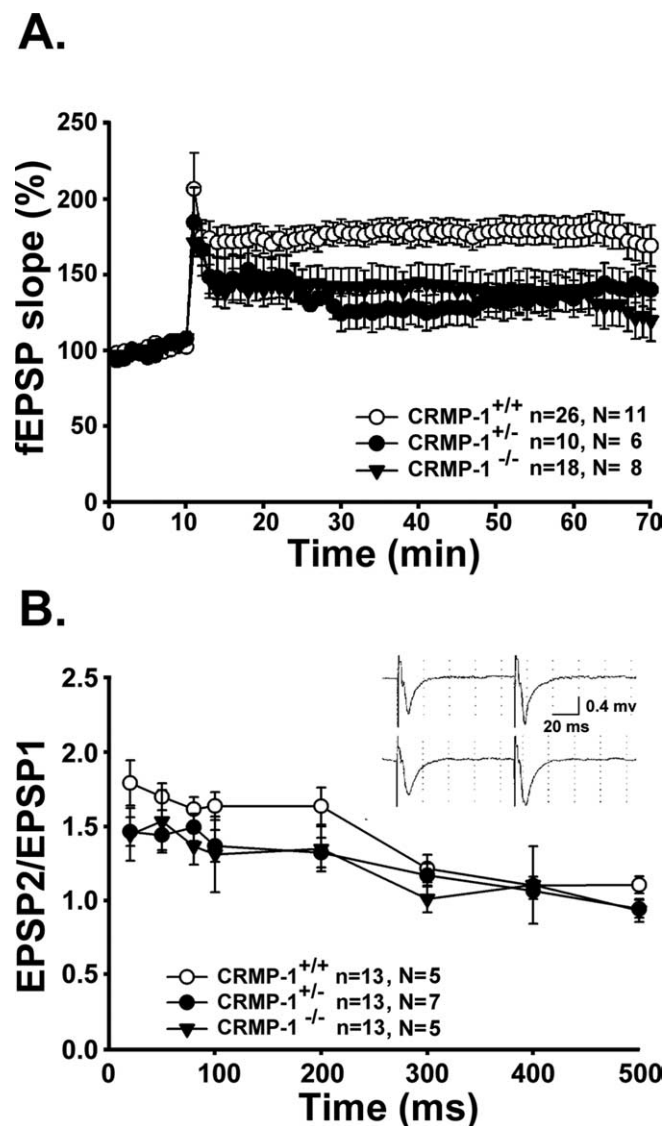 A.
fEPSP slope (%)
250
200
150
100
50
0
CRMP-1+/+ n=26, N=11
CRMP-1+/- n=10, N= 6
CRMP-1 -/- n=18, N= 8
0 10 20 30 40 50 60 70
Time (min)
B.
EPSP2/EPSP1
2.5
2.0
1.5
1.0
0.5
0.0
0.4 mv
20 ms
CRMP-1+/+ n=13, N=5
CRMP-1+/- n=13, N=7
CRMP-1 -/- n=13, N=5
100 200 300 400 500
Time (ms)